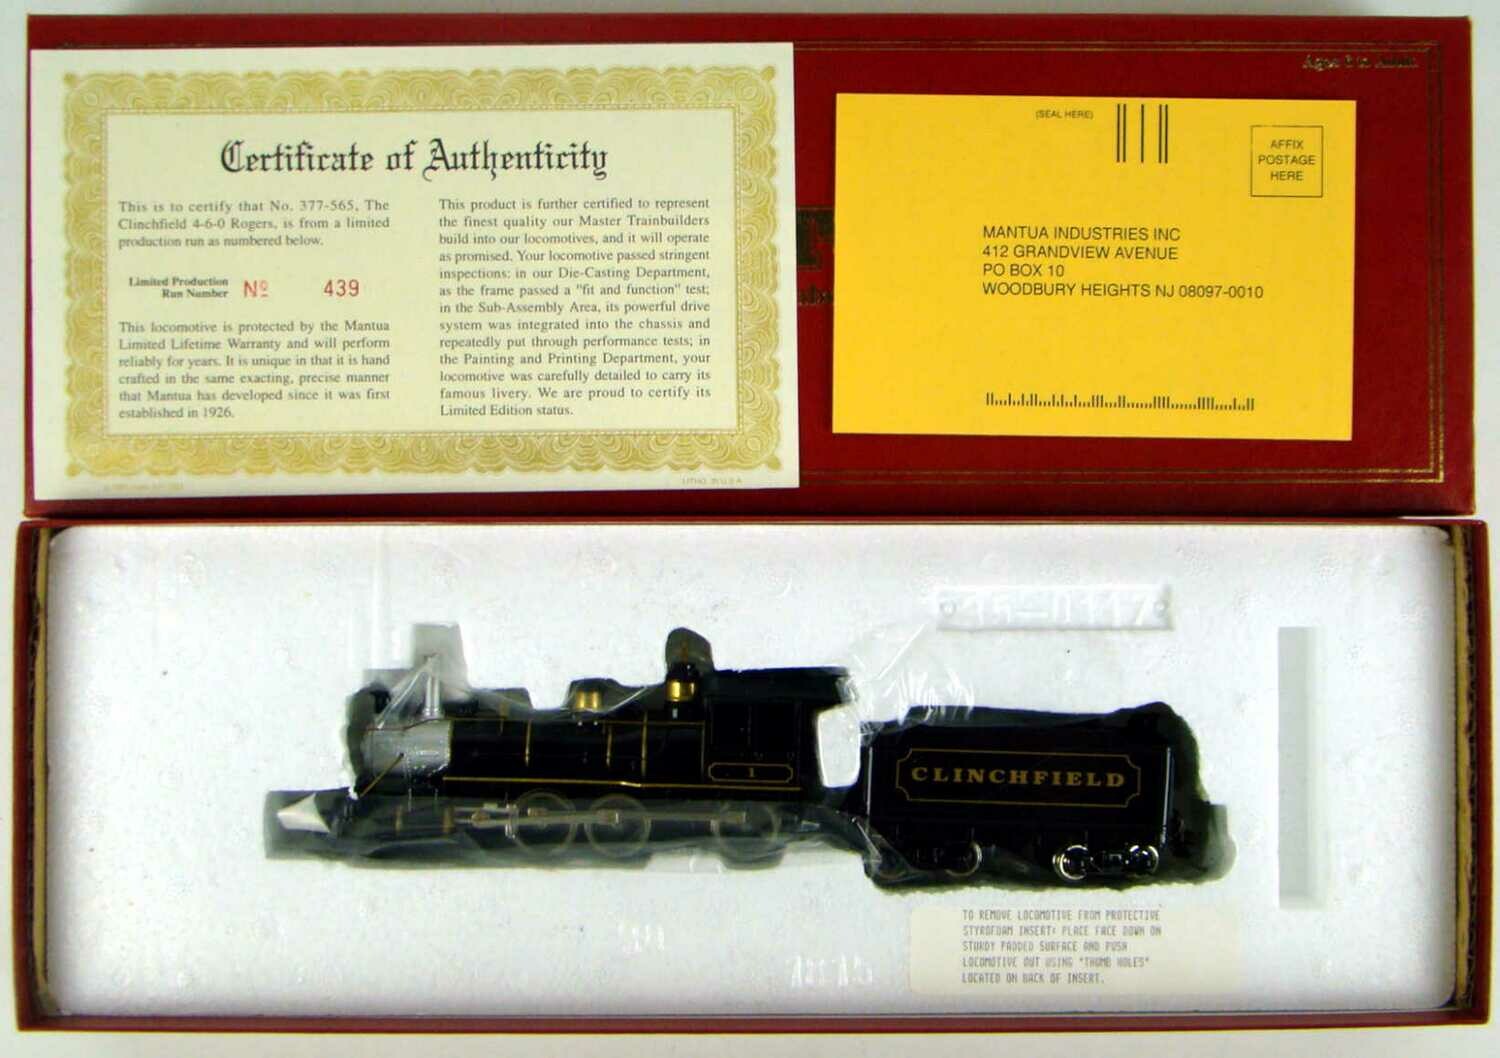 Ages 8 to Adult
Certificate of Authenticity
This is to certify that No. 377-565, The
Clinchfield 4-6-0 Rogers, is from a limited
production run as numbered below.
Limited Production
Run Number
Nº 439
This locomotive is protected by the Mantua
Limited Lifetime Warranty and will perform
reliably for years. It is unique in that it is hand
crafted in the same exacting, precise manner
that Mantua has developed since it was first
established in 1926.
This product is further certified to represent
the finest quality our Master Trainbuilders
build into our locomotives, and it will operate
as promised. Your locomotive passed stringent
inspections: in our Die-Casting Department,
as the frame passed a "fit and function" test;
in the Sub-Assembly Area, its powerful drive
system was integrated into the chassis and
repeatedly put through performance tests; in
the Painting and Printing Department, your
locomotive was carefully detailed to carry its
famous livery. We are proud to certify its
Limited Edition status.
LITHO. IN U.S.A.
(SEAL HERE)
AFFIX
POSTAGE
HERE
MANTUA INDUSTRIES INC
412 GRANDVIEW AVENUE
PO BOX 10
WOODBURY HEIGHTS NJ 08097-0010
15-0117
1
CLINCHFIELD
TO REMOVE LOCOMOTIVE FROM PROTECTIVE
STYROFOAM INSERT: PLACE FACE DOWN ON
STURDY PADDED SURFACE AND PUSH
LOCOMOTIVE OUT USING "THUMB HOLES"
LOCATED ON BACK OF INSERT.